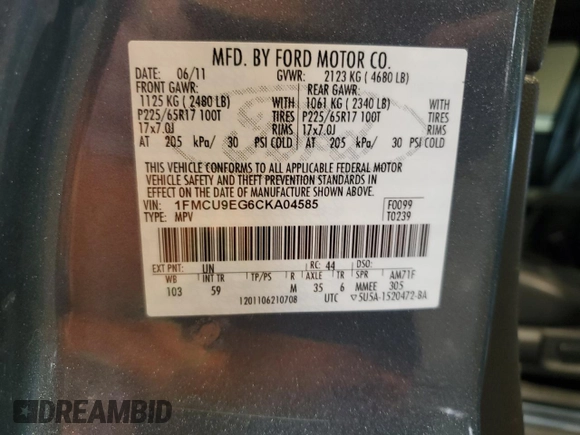 MFD. BY FORD MOTOR CO.
DATE: 06/11 GVWR: 2123 KG ( 4680 LB)
FRONT GAWR: REAR GAWR:
1125 KG ( 2480 LB) WITH 1061 KG ( 2340 LB) WITH
P225/65R17 100T TIRES P225/65R17 100T TIRES
17x7.0J RIMS 17x7.0J RIMS
AT 205 kPa/ 30 PSI COLD AT 205 kPa/ 30 PSI COLD
THIS VEHICLE CONFORMS TO ALL APPLICABLE FEDERAL MOTOR
VEHICLE SAFETY AND THEFT PREVENTION STANDARDS IN
EFFECT ON THE DATE OF MANUFACTURE SHOWN ABOVE.
VIN: 1FMCU9EG6CKA04585 F0099
TYPE: MPV T0239
EXT PNT: UN RC: 44 DSO:
WB INT TR TP/PS R AXLE TR SPR AM71F
103 59 M 35 6 MMEE 305
1201106210708 UTC 5U5A-1520472-BA
DREAMBID